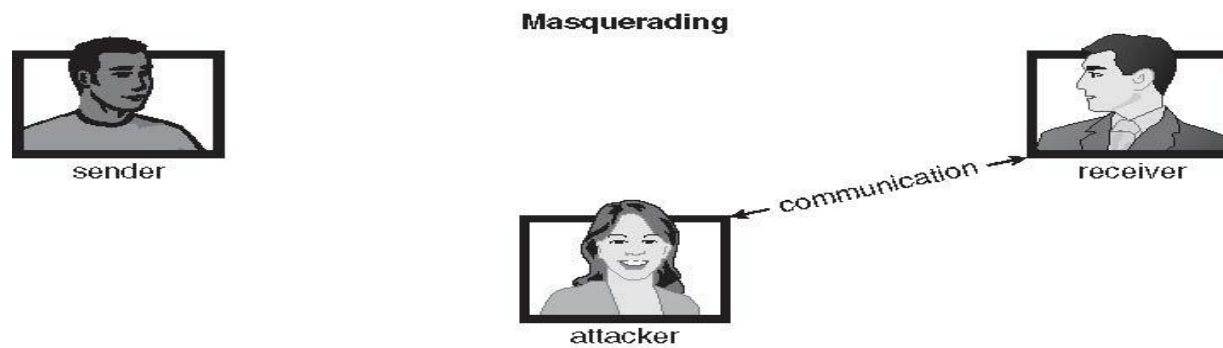 Masquerading
sender
receiver
communication
attacker